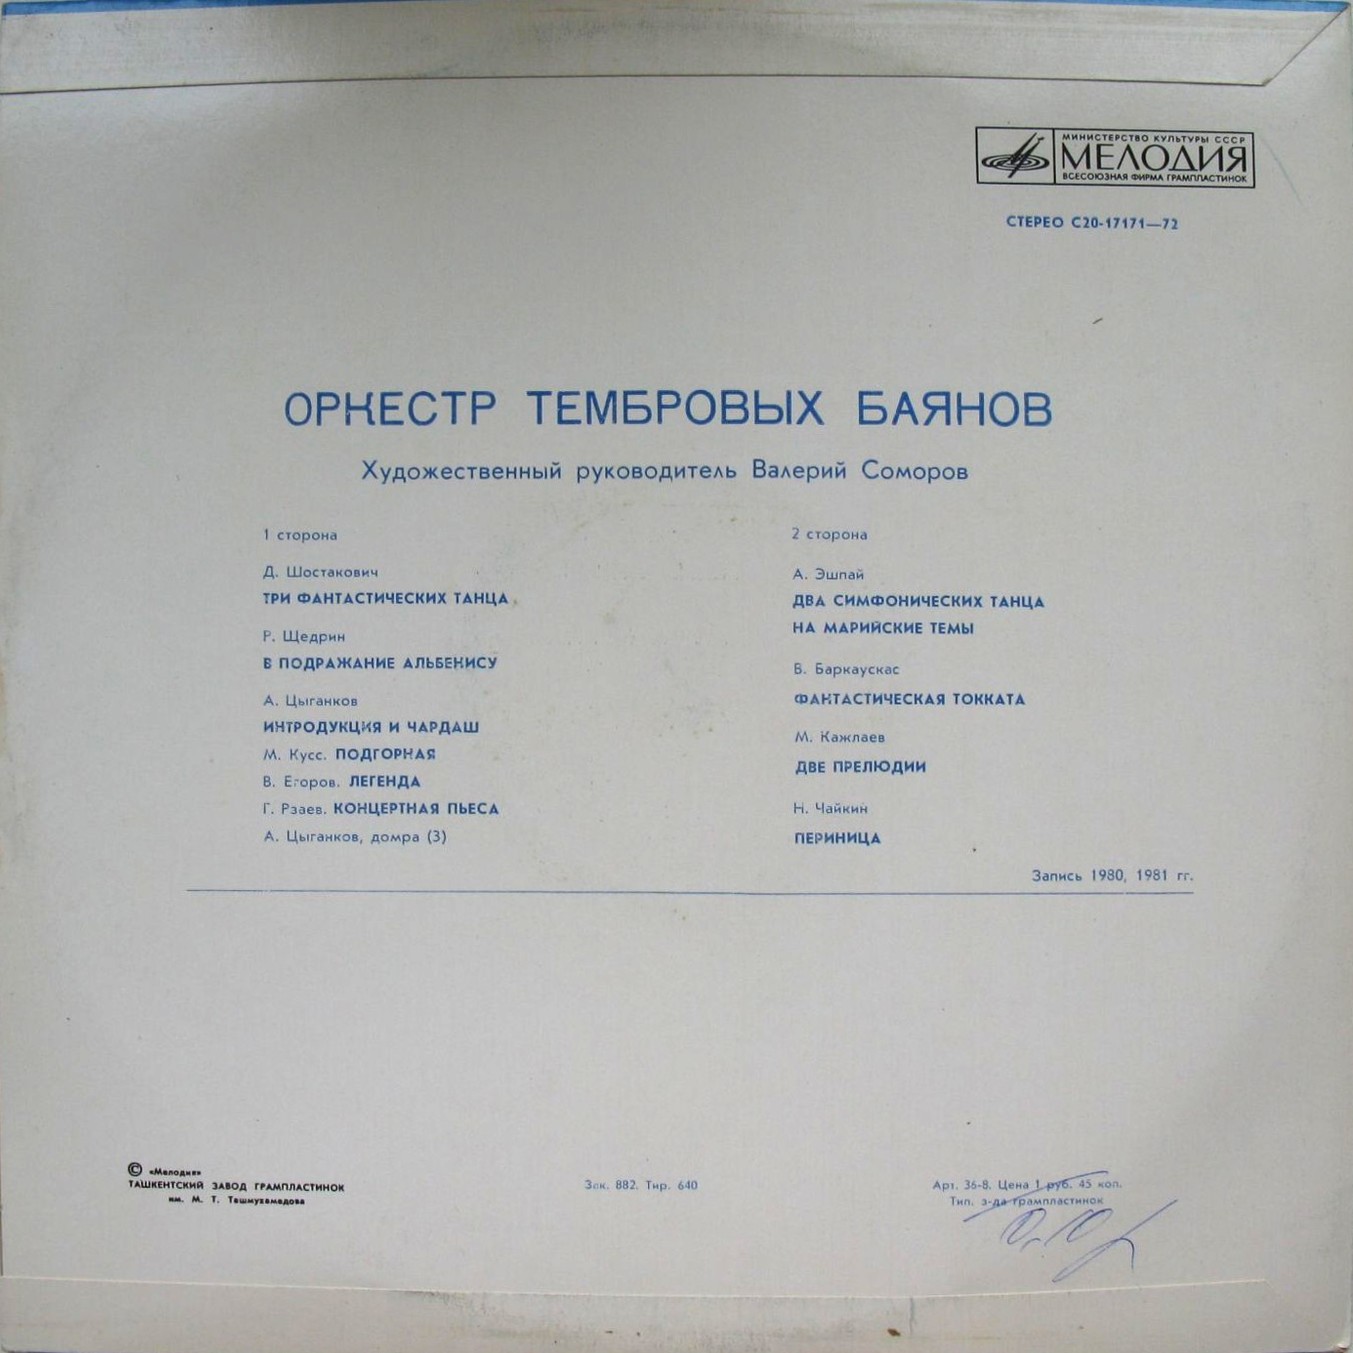 МИНИСТЕРСТВО КУЛЬТУРЫ СССР
МЕЛОДИЯ
ВСЕСОЮЗНАЯ ФИРМА ГРАМПЛАСТИНОК
СТЕРЕО С20-17171—72
ОРКЕСТР ТЕМБРОВЫХ БАЯНОВ
Художественный руководитель Валерий Соморов
1 сторона
Д. Шостакович
ТРИ ФАНТАСТИЧЕСКИХ ТАНЦА
Р. Щедрин
В ПОДРАЖАНИЕ АЛЬБЕНИСУ
А. Цыганков
ИНТРОДУКЦИЯ И ЧАРДАШ
М. Кусс. ПОДГОРНАЯ
В. Егоров. ЛЕГЕНДА
Г. Рзаев. КОНЦЕРТНАЯ ПЬЕСА
А. Цыганков, домра (3)
2 сторона
А. Эшпай
ДВА СИМФОНИЧЕСКИХ ТАНЦА
НА МАРИЙСКИЕ ТЕМЫ
В. Баркаускас
ФАНТАСТИЧЕСКАЯ ТОККАТА
М. Кажлаев
ДВЕ ПРЕЛЮДИИ
Н. Чайкин
ПЕРИНИЦА
Запись 1980, 1981 гг.
© «Мелодия»
ТАШКЕНТСКИЙ ЗАВОД ГРАМПЛАСТИНОК
им. М. Т. Ташмухамедова
Зак. 882. Тир. 640
Арт. 36-8. Цена 1 руб. 45 коп.
Тип. з-да грампластинок